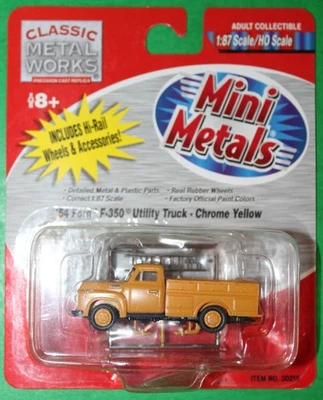 CLASSIC
METAL
WORKS
PRECISION CAST REPLICA
ADULT COLLECTIBLE
1:87 Scale/HO Scale
AGE 8+
INCLUDES Hi-Rail
Wheels & Accessories!
Mini
Metals®
• Detailed Metal & Plastic Parts • Real Rubber Wheels
• Correct 1:87 Scale • Factory Official Paint Colors
'54 Ford F-350® Utility Truck - Chrome Yellow
ITEM NO.